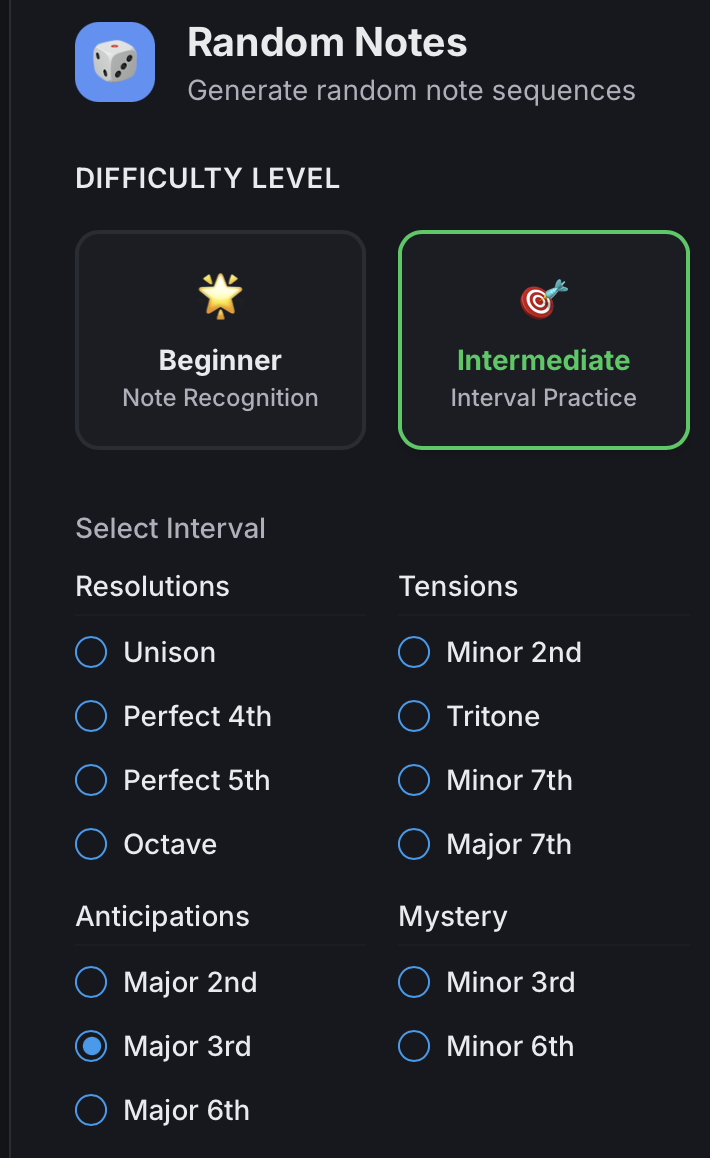 Random Notes
Generate random note sequences
DIFFICULTY LEVEL
Beginner
Note Recognition
Intermediate
Interval Practice
Select Interval
Resolutions
Unison
Perfect 4th
Perfect 5th
Octave
Tensions
Minor 2nd
Tritone
Minor 7th
Major 7th
Anticipations
Major 2nd
Major 3rd
Major 6th
Mystery
Minor 3rd
Minor 6th